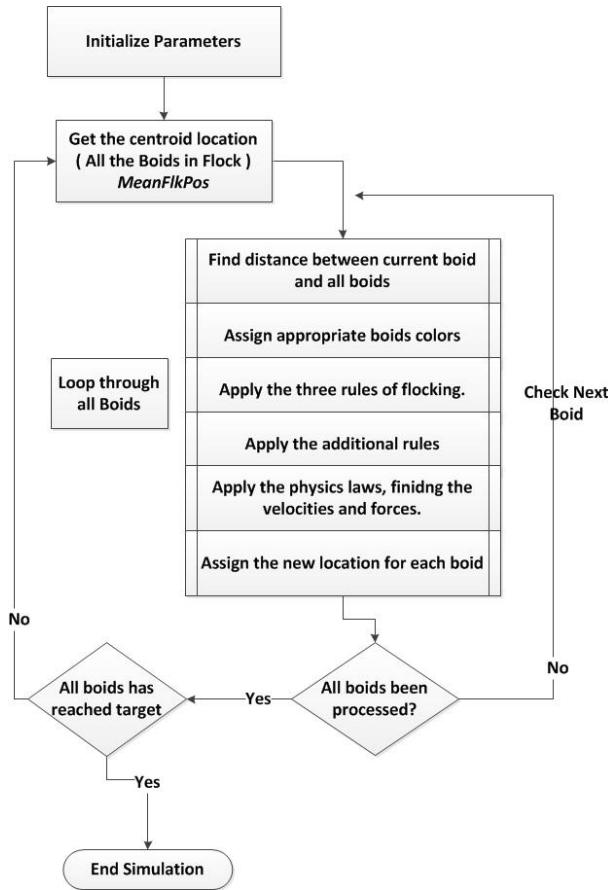 Initialize Parameters
Get the centroid location
( All the Boids in Flock )
MeanFlkPos
Find distance between current boid
and all boids
Assign appropriate boids colors
Loop through
all Boids
Apply the three rules of flocking.
Check Next
Boid
Apply the additional rules
Apply the physics laws, finidng the
velocities and forces.
Assign the new location for each boid
No
All boids has
reached target
Yes
All boids been
processed?
No
Yes
End Simulation